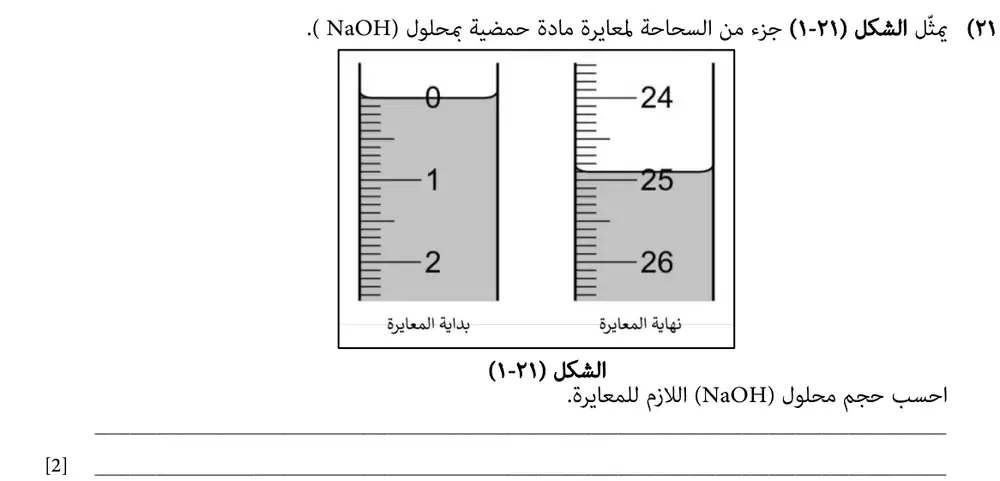 ٢١) يمثّل الشكل (٢١-١) جزء من السحاحة لمعايرة مادة حمضية بمحلول (NaOH ).
0
1
2
24
25
26
بداية المعايرة
نهاية المعايرة
الشكل (٢١-١)
احسب حجم محلول (NaOH) اللازم للمعايرة.
[2]